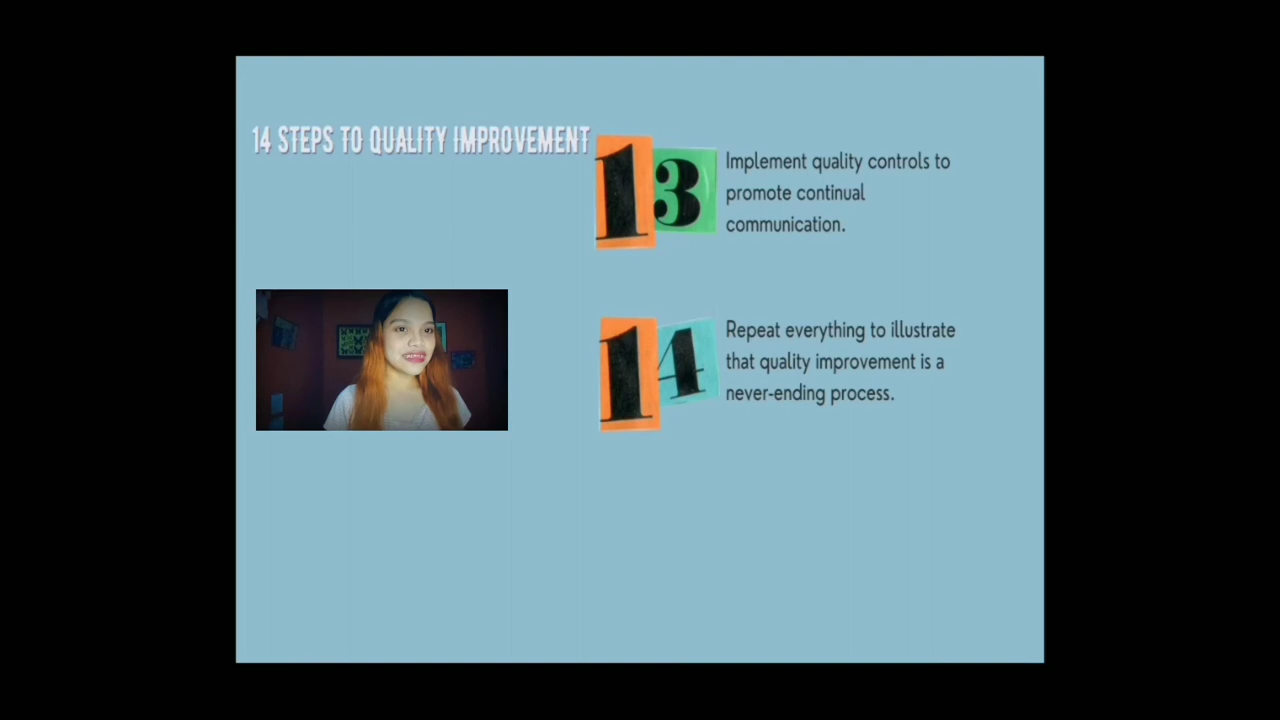 14 STEPS TO QUALITY IMPROVEMENT
13
Implement quality controls to
promote continual
communication.
14
Repeat everything to illustrate
that quality improvement is a
never-ending process.